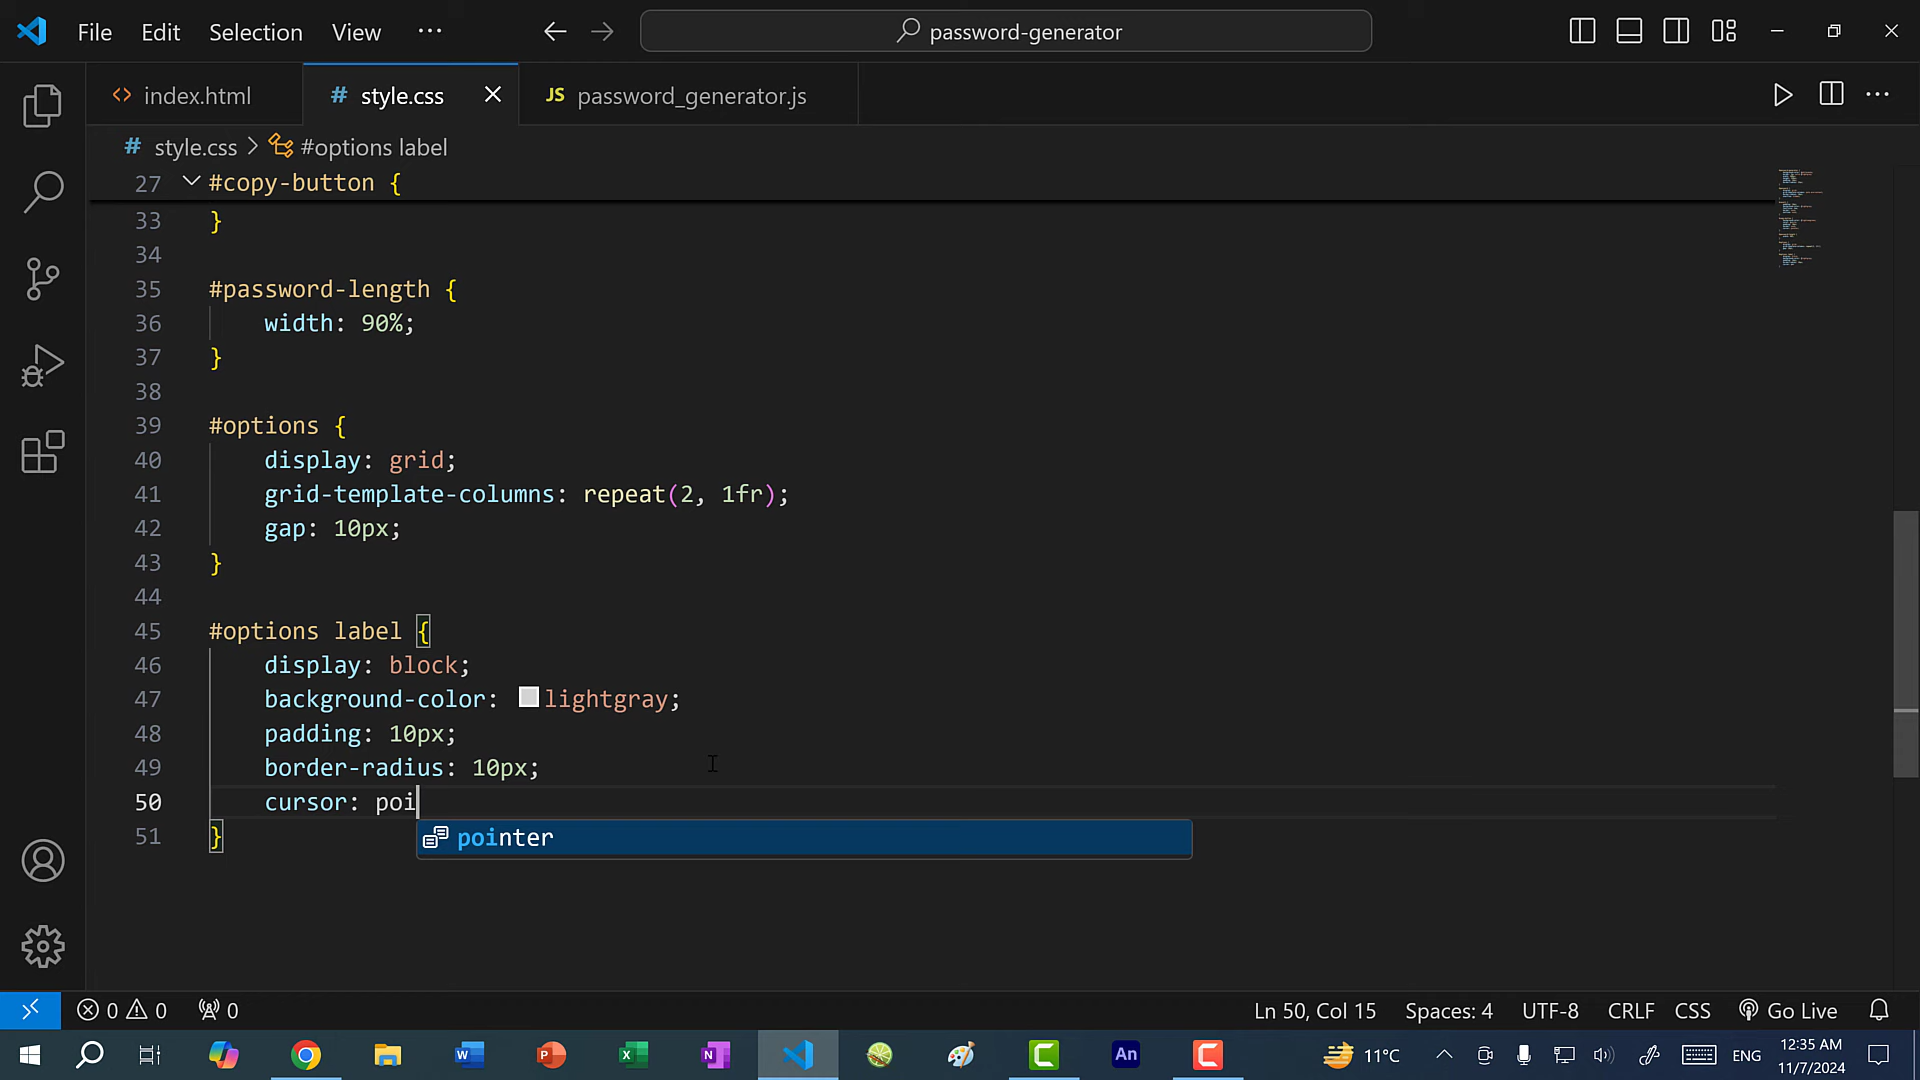 File Edit Selection View ··· password-generator
index.html # style.css JS password_generator.js
# style.css > #options label
27 #copy-button {
33 }
34
35 #password-length {
36 width: 90%;
37 }
38
39 #options {
40 display: grid;
41 grid-template-columns: repeat(2, 1fr);
42 gap: 10px;
43 }
44
45 #options label {
46 display: block;
47 background-color: lightgray;
48 padding: 10px;
49 border-radius: 10px;
50 cursor: poi
51 }
pointer
0 0 0 Ln 50, Col 15 Spaces: 4 UTF-8 CRLF CSS Go Live
An 11°C ENG 12:35 AM
11/7/2024